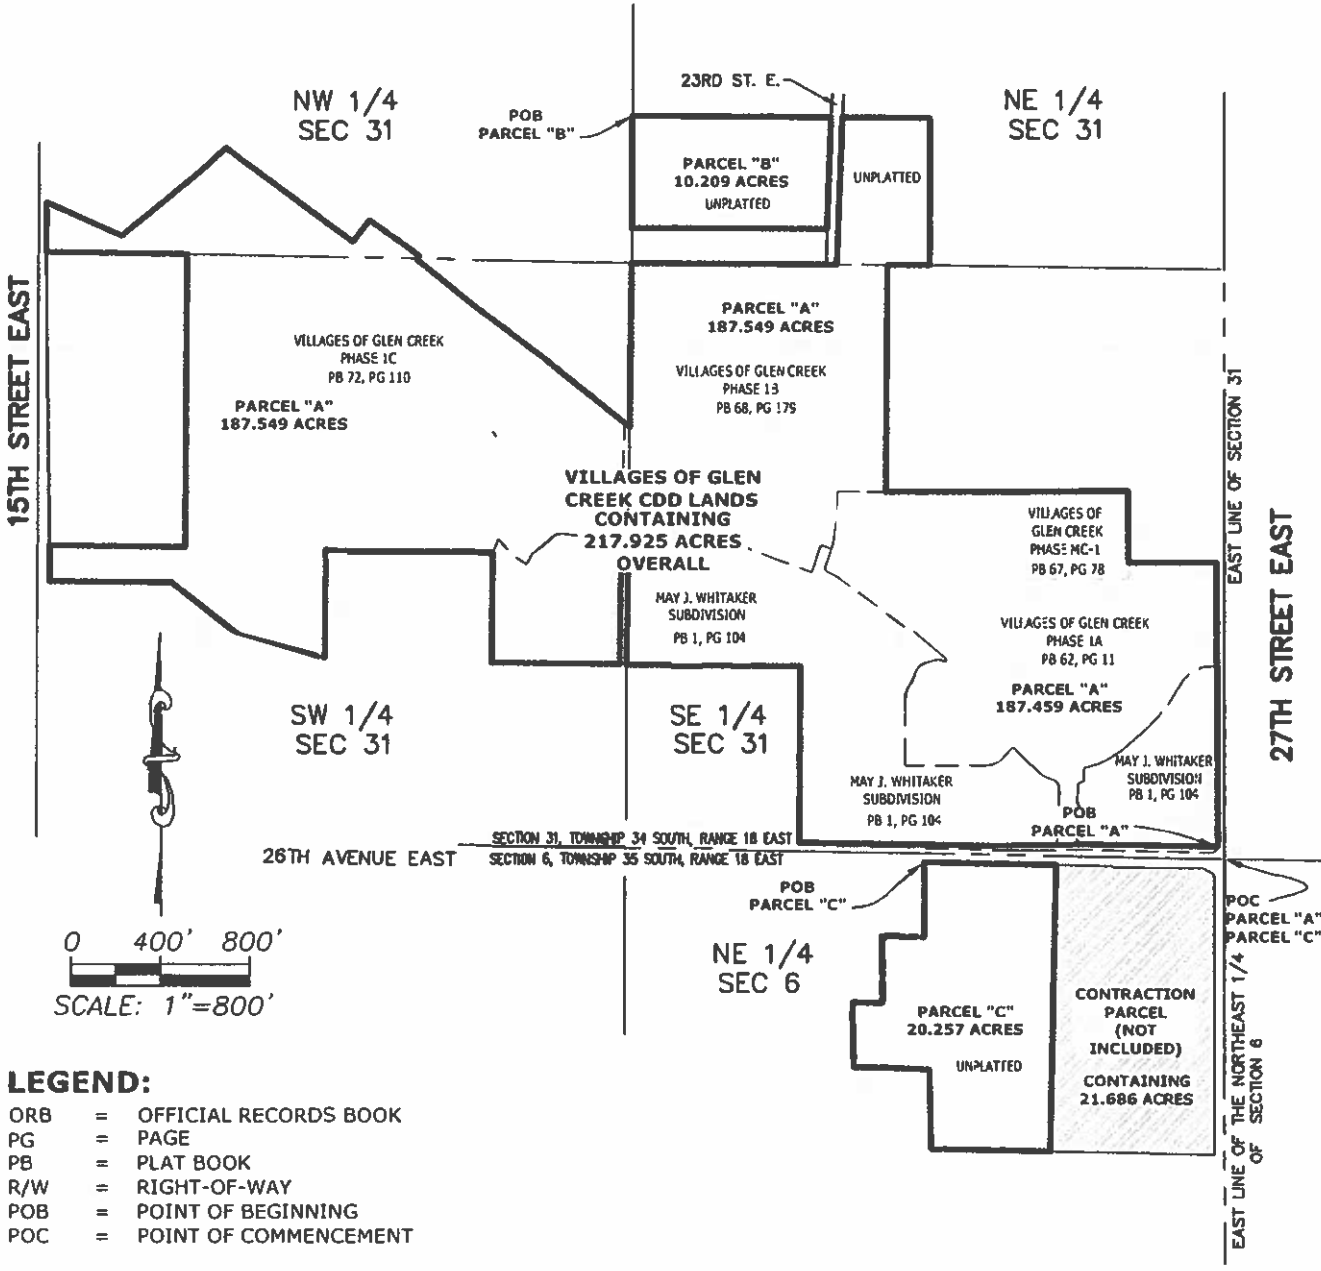 23RD ST. E.
NW 1/4
SEC 31
POB
PARCEL "B"
NE 1/4
SEC 31
PARCEL "B"
10.209 ACRES
UNPLATTED
UNPLATTED
15TH STREET EAST
VILLAGES OF GLEN CREEK
PHASE 1C
PB 72, PG 110
PARCEL "A"
187.549 ACRES
PARCEL "A"
187.549 ACRES
VILLAGES OF GLEN CREEK
PHASE 1B
PB 68, PG 175
EAST LINE OF SECTION 31
27TH STREET EAST
VILLAGES OF GLEN
CREEK CDD LANDS
CONTAINING
217.925 ACRES
OVERALL
VILLAGES OF
GLEN CREEK
PHASE MC-1
PB 67, PG 78
MAY J. WHITAKER
SUBDIVISION
PB 1, PG 104
VILLAGES OF GLEN CREEK
PHASE 1A
PB 62, PG 11
PARCEL "A"
187.459 ACRES
SW 1/4
SEC 31
SE 1/4
SEC 31
MAY J. WHITAKER
SUBDIVISION
PB 1, PG 104
MAY J. WHITAKER
SUBDIVISION
PB 1, PG 104
POB
PARCEL "A"
SECTION 31, TOWNSHIP 34 SOUTH, RANGE 18 EAST
26TH AVENUE EAST
SECTION 6, TOWNSHIP 35 SOUTH, RANGE 18 EAST
POB
PARCEL "C"
POC
PARCEL "A"
PARCEL "C"
NE 1/4
SEC 6
PARCEL "C"
20.257 ACRES
UNPLATTED
CONTRACTION
PARCEL
(NOT
INCLUDED)
CONTAINING
21.686 ACRES
EAST LINE OF THE NORTHEAST 1/4
OF SECTION 6
0 400' 800'
SCALE: 1"=800'
LEGEND:
ORB = OFFICIAL RECORDS BOOK
PG = PAGE
PB = PLAT BOOK
R/W = RIGHT-OF-WAY
POB = POINT OF BEGINNING
POC = POINT OF COMMENCEMENT